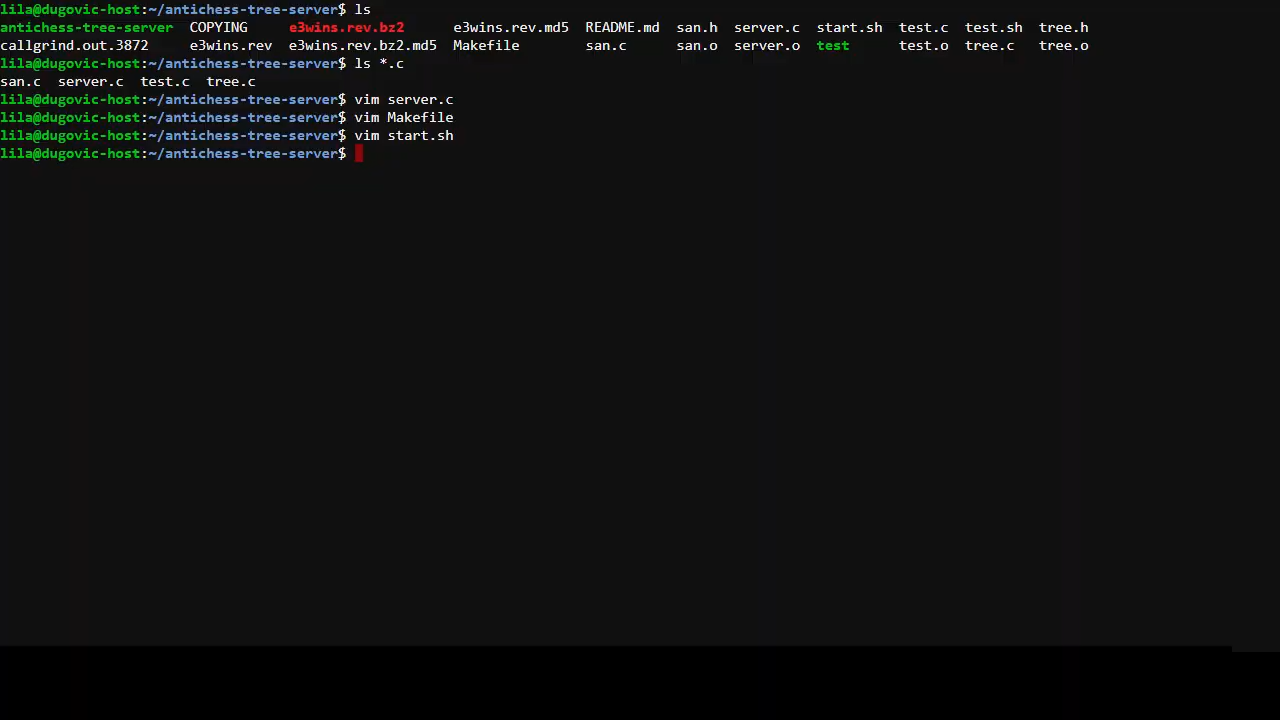 lila@dugovic-host:~/antichess-tree-server$ ls
antichess-tree-server  COPYING     e3wins.rev.bz2      e3wins.rev.md5  README.md  san.h  server.c  start.sh  test.c  test.sh  tree.h
callgrind.out.3872     e3wins.rev  e3wins.rev.bz2.md5  Makefile        san.c      san.o  server.o  test      test.o  tree.c   tree.o
lila@dugovic-host:~/antichess-tree-server$ ls *.c
san.c  server.c  test.c  tree.c
lila@dugovic-host:~/antichess-tree-server$ vim server.c
lila@dugovic-host:~/antichess-tree-server$ vim Makefile
lila@dugovic-host:~/antichess-tree-server$ vim start.sh
lila@dugovic-host:~/antichess-tree-server$